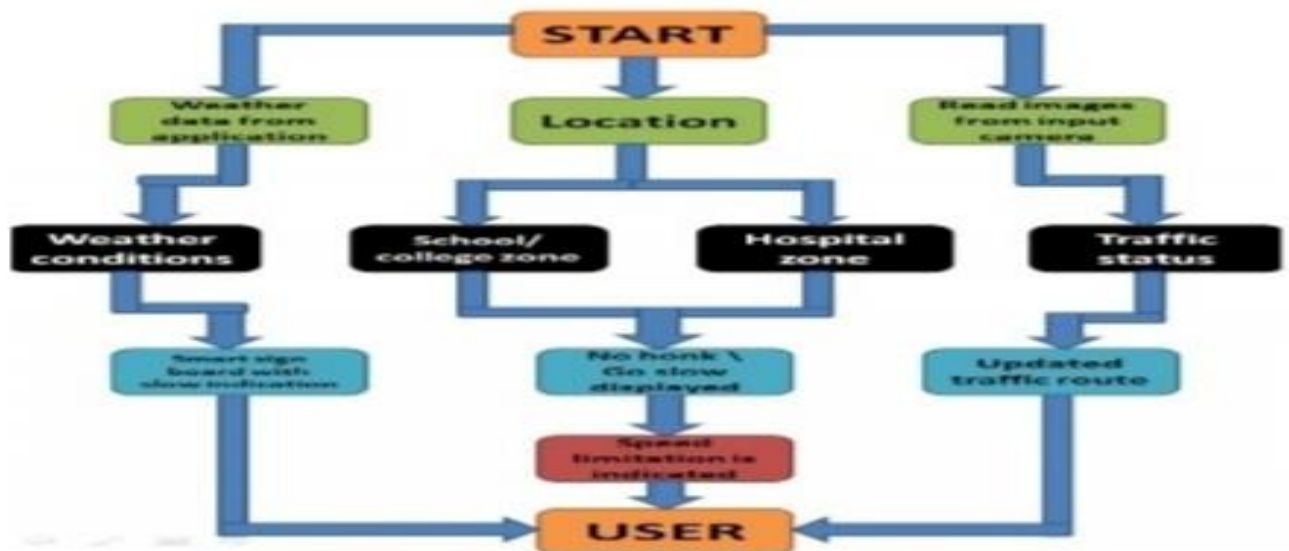 START
Weather
data from
application
Location
Read images
from input
camera
Weather
conditions
School/
college zone
Hospital
zone
Traffic
status
Smart sign
board with
slow indication
No honk \
Go slow
displayed
Updated
traffic route
Speed
limitation is
indicated
USER